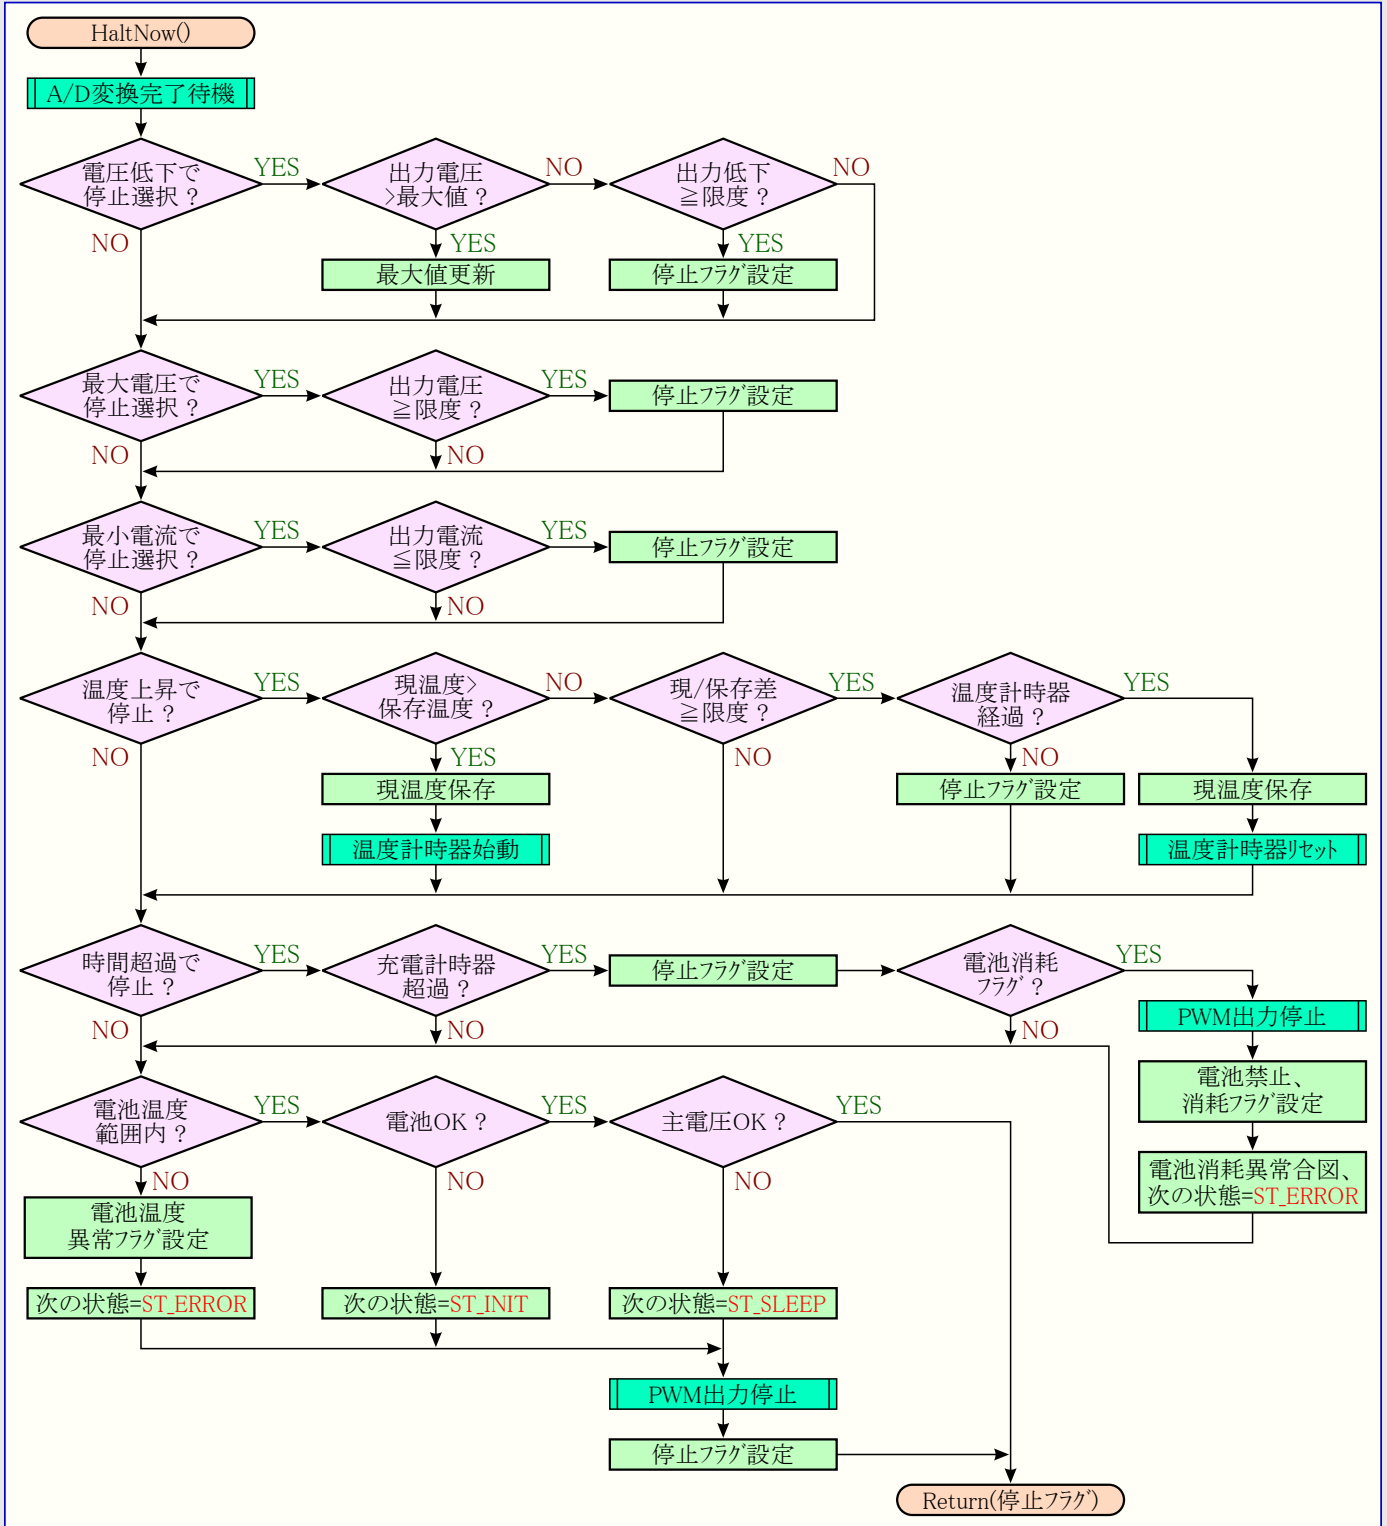 HaltNow()
A/D変換完了待機
電圧低下で
停止選択？
YES
NO
出力電圧
>最大値？
NO
YES
出力低下
≧限度？
NO
YES
最大値更新
停止フラグ設定
最大電圧で
停止選択？
YES
NO
出力電圧
≧限度？
YES
NO
停止フラグ設定
最小電流で
停止選択？
YES
NO
出力電流
≦限度？
YES
NO
停止フラグ設定
温度上昇で
停止？
YES
NO
現温度>
保存温度？
NO
YES
現/保存差
≧限度？
YES
NO
温度計時器
経過？
YES
NO
現温度保存
停止フラグ設定
現温度保存
温度計時器始動
温度計時器リセット
時間超過で
停止？
YES
NO
充電計時器
超過？
YES
NO
停止フラグ設定
電池消耗
フラグ？
YES
NO
PWM出力停止
電池禁止、
消耗フラグ設定
電池消耗異常合図、
次の状態=ST_ERROR
電池温度
範囲内？
YES
NO
電池OK？
YES
NO
主電圧OK？
YES
NO
電池温度
異常フラグ設定
次の状態=ST_ERROR
次の状態=ST_INIT
次の状態=ST_SLEEP
PWM出力停止
停止フラグ設定
Return(停止フラグ)